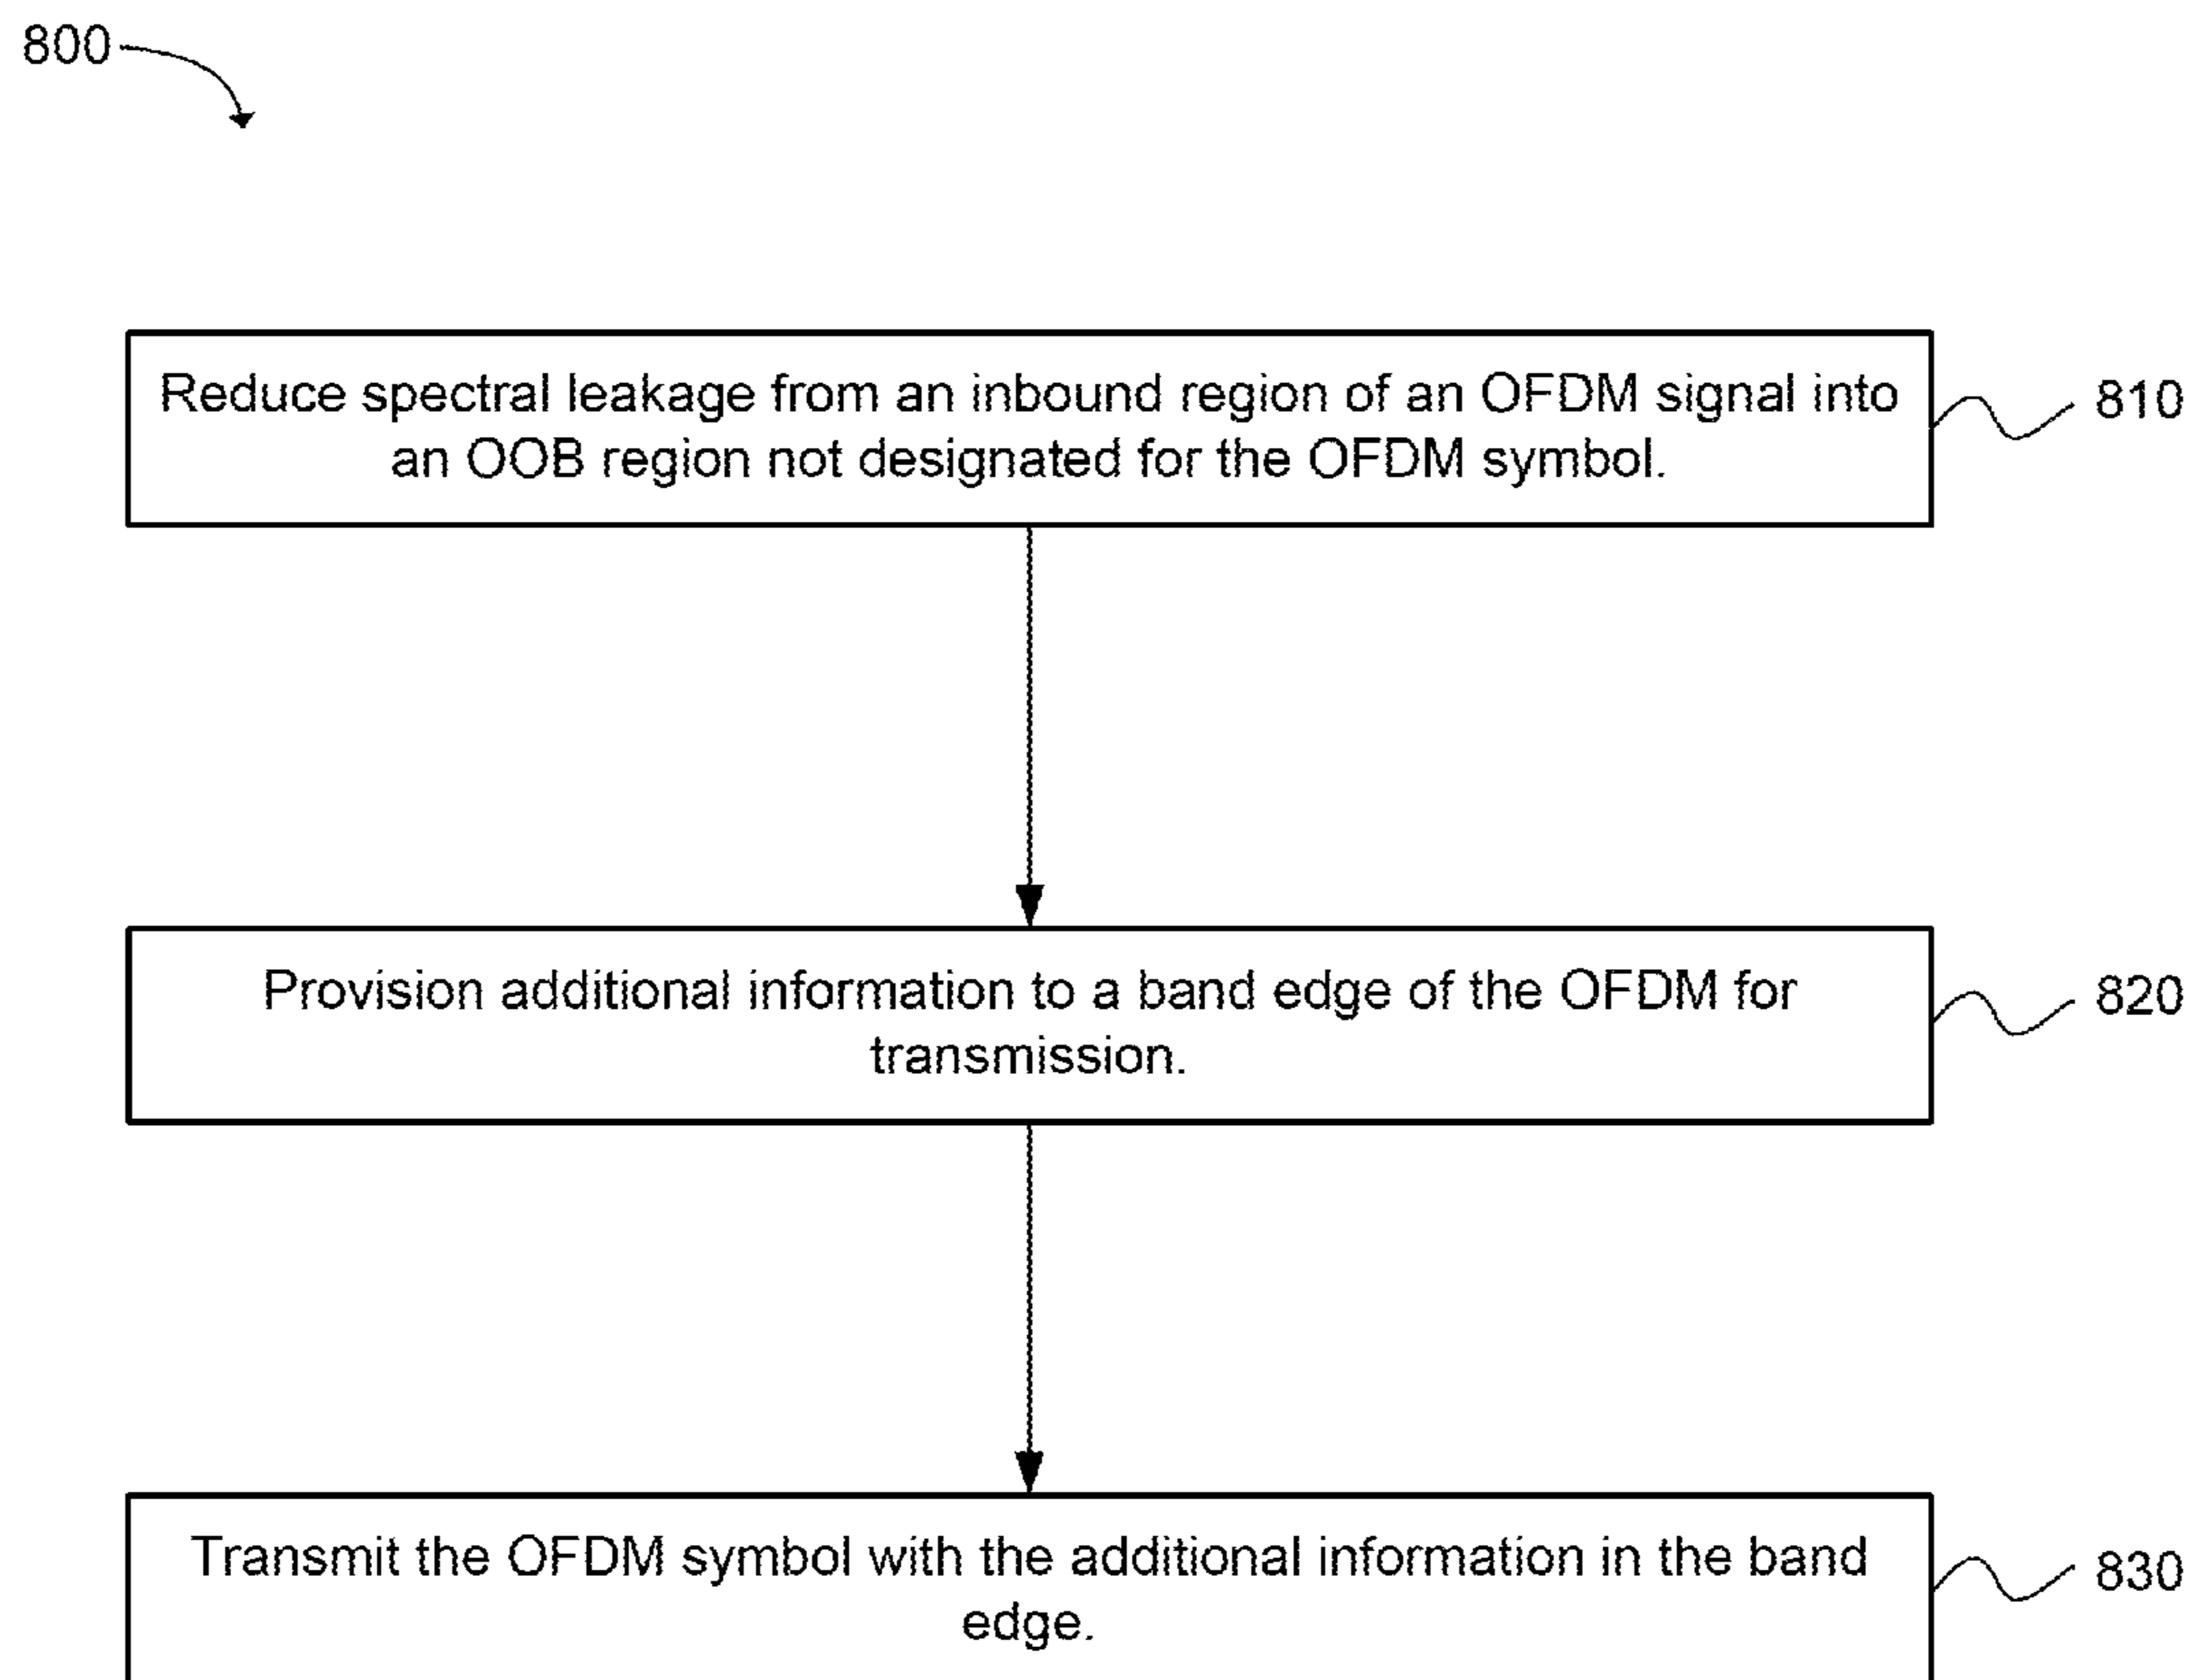 800
Reduce spectral leakage from an inbound region of an OFDM signal into
an OOB region not designated for the OFDM symbol.
810
Provision additional information to a band edge of the OFDM for
transmission.
820
Transmit the OFDM symbol with the additional information in the band
edge.
830